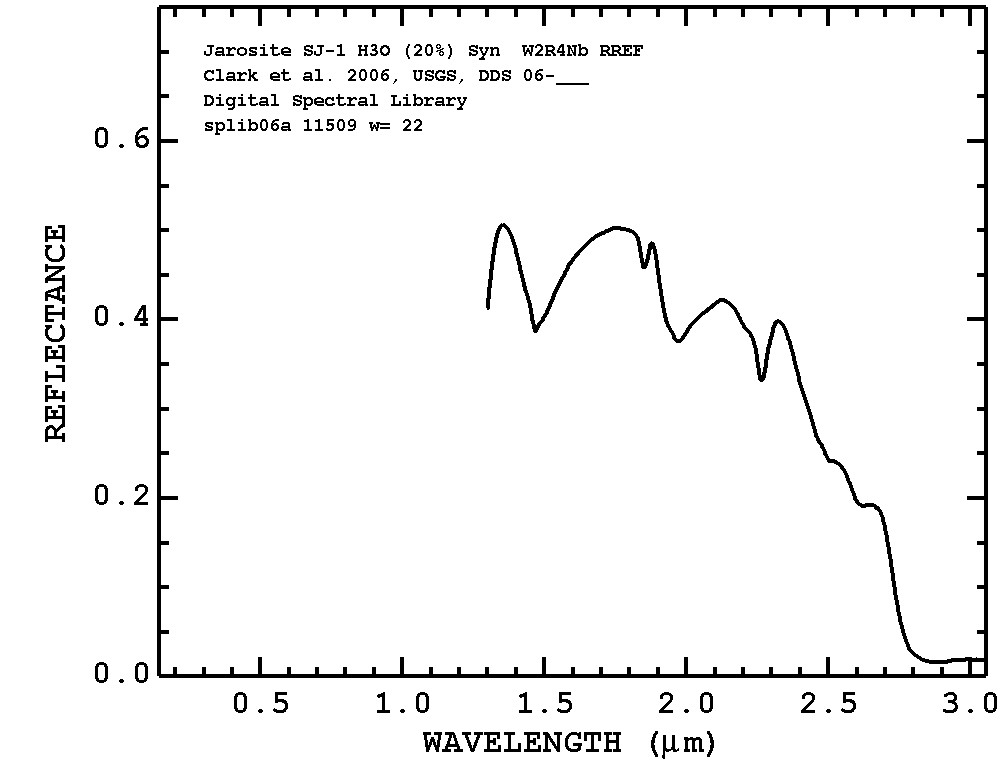 Jarosite SJ-1 H3O (20%) Syn W2R4Nb RREF
Clark et al. 2006, USGS, DDS 06-___
Digital Spectral Library
splib06a 11509 w= 22
0.6
0.4
0.2
0.0
REFLECTANCE
0.5 1.0 1.5 2.0 2.5 3.0
WAVELENGTH (μm)